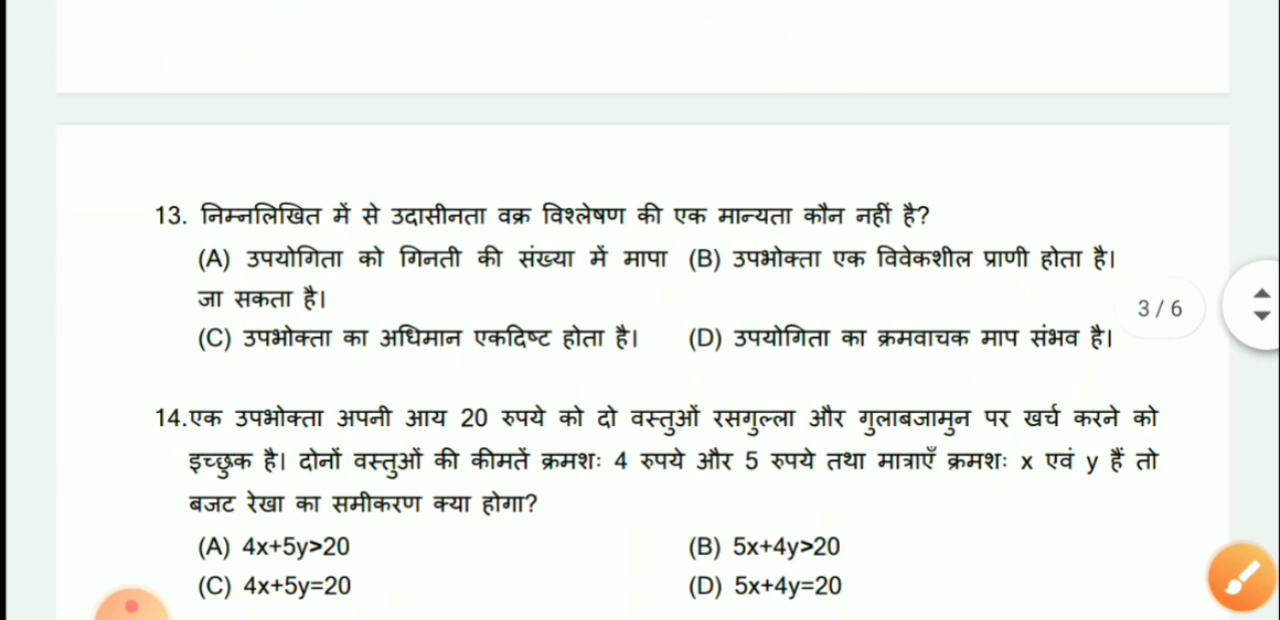 13. निम्नलिखित में से उदासीनता वक्र विश्लेषण की एक मान्यता कौन नहीं है?
(A) उपयोगिता को गिनती की संख्या में मापा (B) उपभोक्ता एक विवेकशील प्राणी होता है।
जा सकता है।
3 / 6
(C) उपभोक्ता का अधिमान एकदिष्ट होता है। (D) उपयोगिता का क्रमवाचक माप संभव है।
14.एक उपभोक्ता अपनी आय 20 रुपये को दो वस्तुओं रसगुल्ला और गुलाबजामुन पर खर्च करने को
इच्छुक है। दोनों वस्तुओं की कीमतें क्रमशः 4 रुपये और 5 रुपये तथा मात्राएँ क्रमशः x एवं y हैं तो
बजट रेखा का समीकरण क्या होगा?
(A) 4x+5y>20 (B) 5x+4y>20
(C) 4x+5y=20 (D) 5x+4y=20